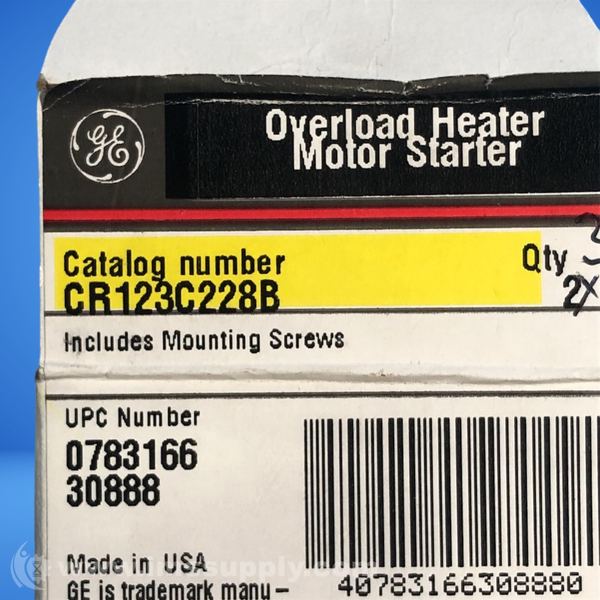 GE
Overload Heater
Motor Starter
Catalog number
Qty
CR123C228B
2
Includes Mounting Screws
UPC Number
0783166
30888
Made in USA
GE is trademark manu-
40783166308880